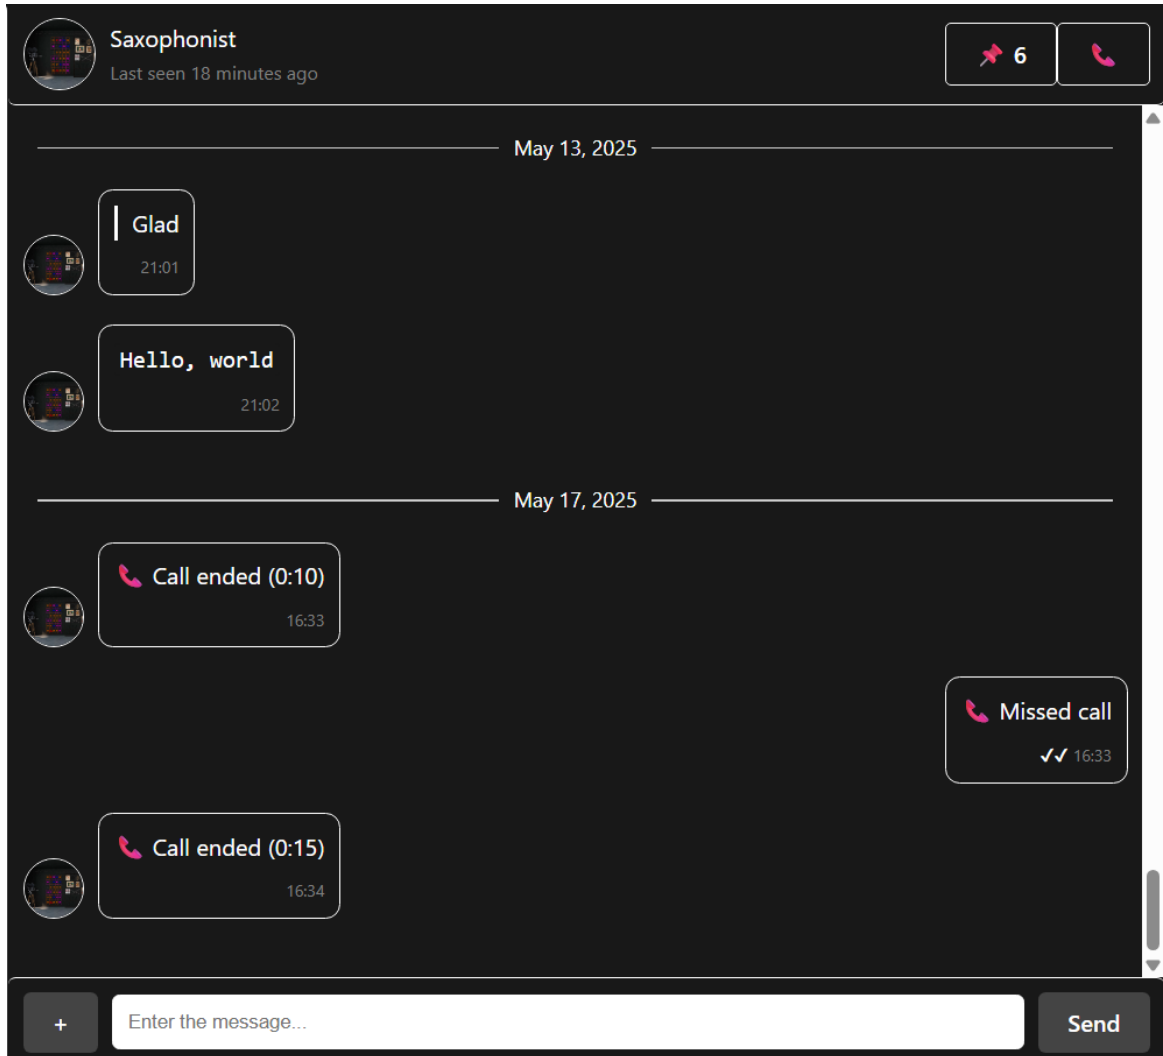 Saxophonist
Last seen 18 minutes ago
6
May 13, 2025
Glad
21:01
Hello, world
21:02
May 17, 2025
Call ended (0:10)
16:33
Missed call
✓✓ 16:33
Call ended (0:15)
16:34
+
Enter the message...
Send